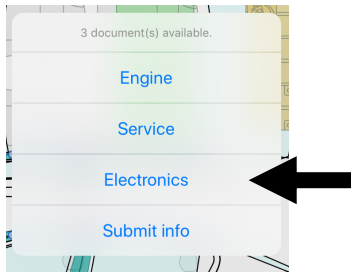 3 document(s) available.
Engine
Service
Electronics
Submit info